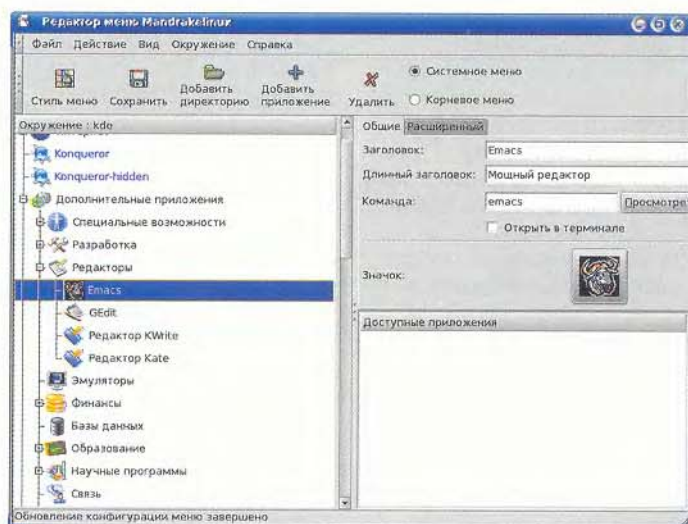 Редактор меню Mandrakelinux
Файл Действие Вид Окружение Справка
Стиль меню Сохранить Добавить директорию Добавить приложение Удалить
Системное меню
Корневое меню
Окружение : kde
Интернет
Konqueror
Konqueror-hidden
Дополнительные приложения
Специальные возможности
Разработка
Редакторы
Emacs
GEdit
Редактор KWrite
Редактор Kate
Эмуляторы
Финансы
Базы данных
Образование
Научные программы
Связь
Общие Расширенный
Заголовок: Emacs
Длинный заголовок: Мощный редактор
Команда: emacs Просмотре
Открыть в терминале
Значок:
Доступные приложения
Обновление конфигурации меню завершено